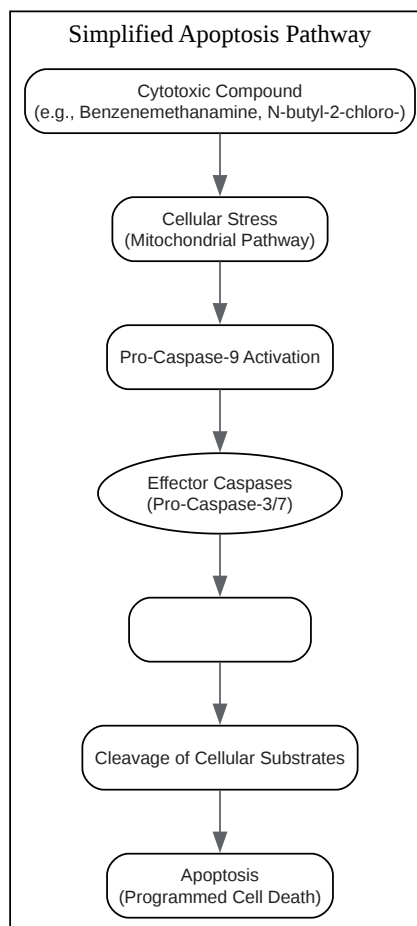 Simplified Apoptosis Pathway
Cytotoxic Compound
(e.g., Benzenemethanamine, N-butyl-2-chloro-)
Cellular Stress
(Mitochondrial Pathway)
Pro-Caspase-9 Activation
Effector Caspases
(Pro-Caspase-3/7)
Cleavage of Cellular Substrates
Apoptosis
(Programmed Cell Death)